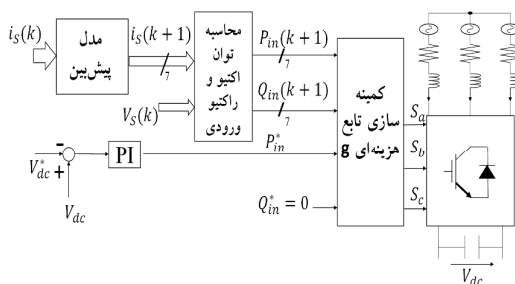 i_S(k)
مدل
پیش‌بین
i_S(k+1)
7
V_S(k)
محاسبه
توان
اکتیو و
راکتیو
ورودی
P_in(k+1)
7
Q_in(k+1)
7
P*_in
Q*_in = 0
PI
-
V*_dc +
V_dc
کمینه
سازی تابع
هزینه‌ای g
S_a
S_b
S_c
V_dc